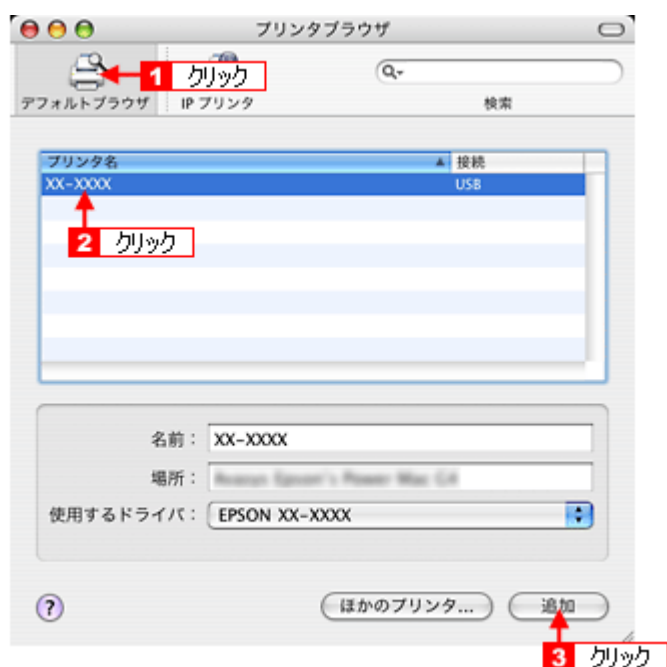 プリンタブラウザ
1 クリック
デフォルトブラウザ IP プリンタ 検索
プリンタ名 接続
XX-XXXX USB
2 クリック
名前： XX-XXXX
場所：
使用するドライバ： EPSON XX-XXXX
? ほかのプリンタ... 追加
3 クリック